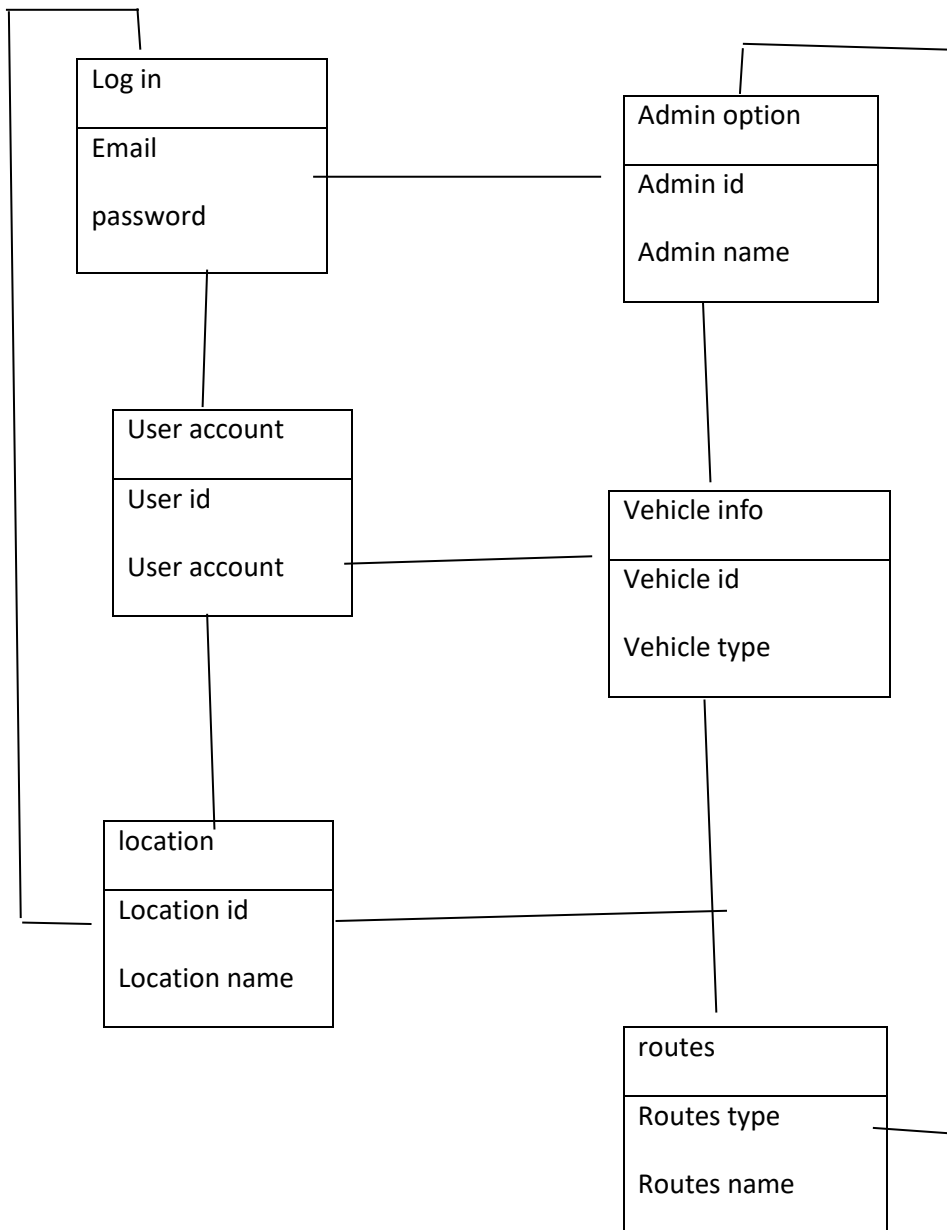 Log in
Email
password
Admin option
Admin id
Admin name
User account
User id
User account
Vehicle info
Vehicle id
Vehicle type
location
Location id
Location name
routes
Routes type
Routes name